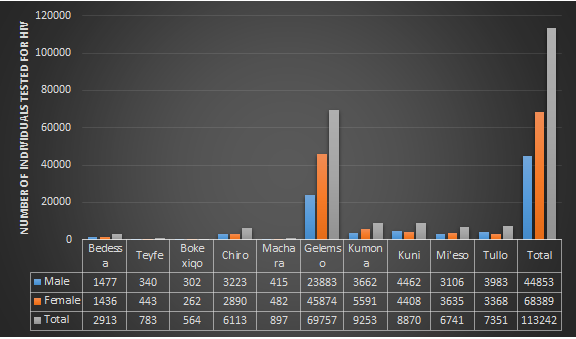 NUMBER OF INDIVIDUALS TESTED FOR HIV
120000
100000
80000
60000
40000
20000
0
Bedess a Teyfe Boke xiqo Chiro Macha ra Gelems o Kumon a Kuni Mi'eso Tullo Total
Male 1477 340 302 3223 415 23883 3662 4462 3106 3983 44853
Female 1436 443 262 2890 482 45874 5591 4408 3635 3368 68389
Total 2913 783 564 6113 897 69757 9253 8870 6741 7351 113242